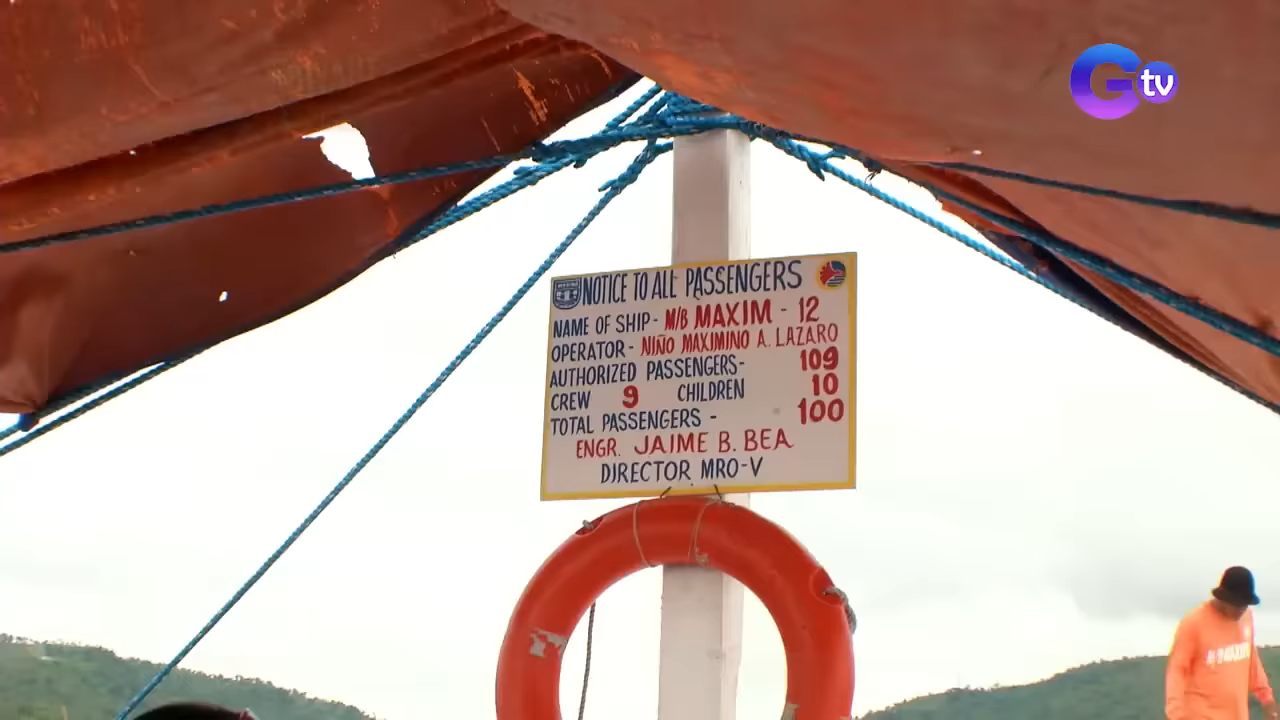 Gtv
NOTICE TO ALL PASSENGERS
NAME OF SHIP- M/B MAXIM - 12
OPERATOR- NIÑO MAXIMINO A. LAZARO
AUTHORIZED PASSENGERS- 109
CREW 9 CHILDREN 10
TOTAL PASSENGERS - 100
ENGR. JAIME B. BEA
DIRECTOR MRO-V